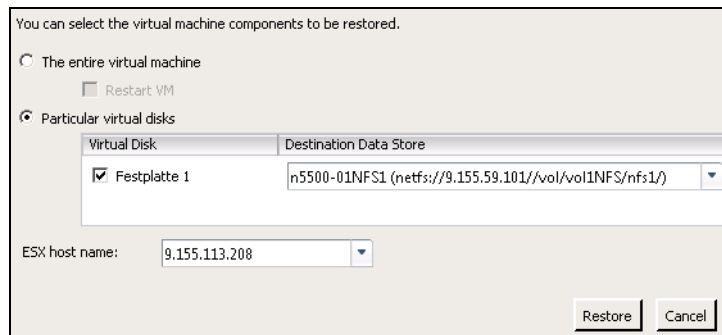 You can select the virtual machine components to be restored.
The entire virtual machine
Restart VM
Particular virtual disks
Virtual Disk Destination Data Store
Festplatte 1 n5500-01NFS1 (netfs://9.155.59.101//vol/vol1NFS/nfs1/)
ESX host name: 9.155.113.208
Restore Cancel